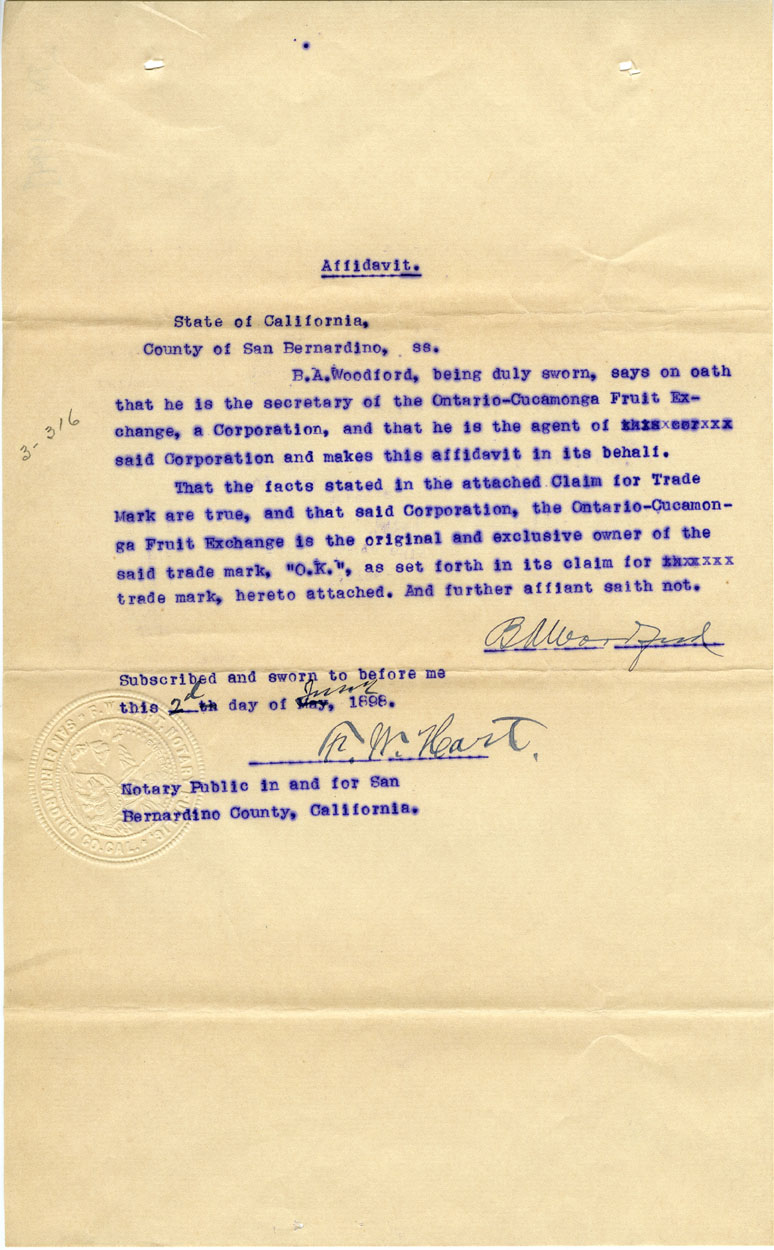 Affidavit.
State of California,
County of San Bernardino, ss.
B.A.Woodford, being duly sworn, says on oath
that he is the secretary of the Ontario-Cucamonga Fruit Ex-
change, a Corporation, and that he is the agent of
said Corporation and makes this affidavit in its behalf.
3-316
That the facts stated in the attached Claim for Trade
Mark are true, and that said Corporation, the Ontario-Cucamon-
ga Fruit Exchange is the original and exclusive owner of the
said trade mark, "O.K.", as set forth in its claim for
trade mark, hereto attached. And further affiant saith not.
B A Woodford
Subscribed and sworn to before me
this 2d day of June, 1898.
F. W. Hart.
Notary Public in and for San
Bernardino County, California.
SAN BERNARDINO CO. CAL.